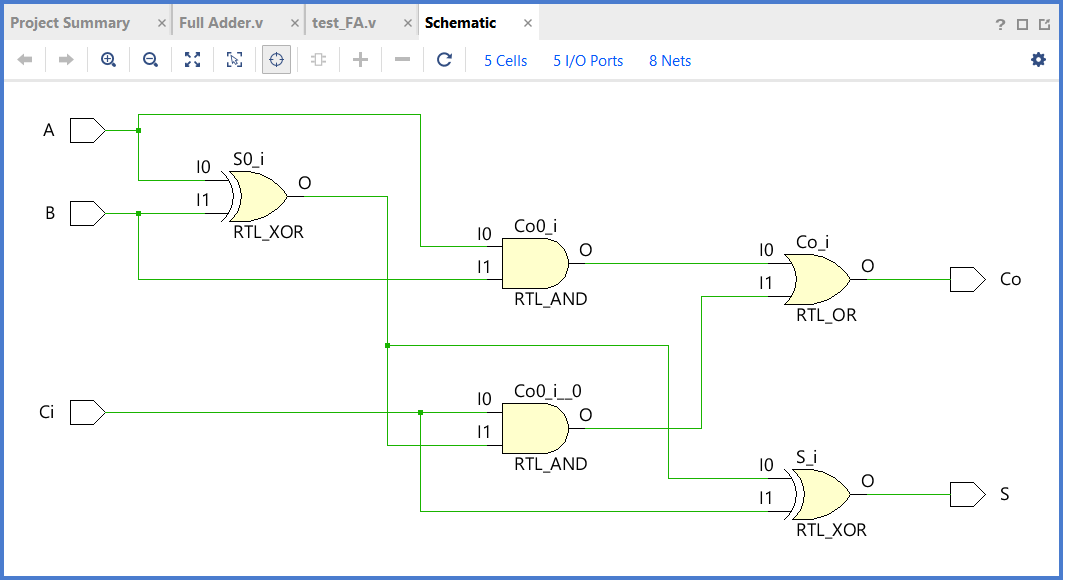 Project Summary × Full Adder.v × test_FA.v × Schematic × ?
5 Cells 5 I/O Ports 8 Nets
A
I0 S0_i O
B I1
RTL_XOR
I0 Co0_i O
I1
RTL_AND
I0 Co_i O
I1 Co
RTL_OR
Ci
I0 Co0_i__0 O
I1
RTL_AND
I0 S_i O
I1 S
RTL_XOR